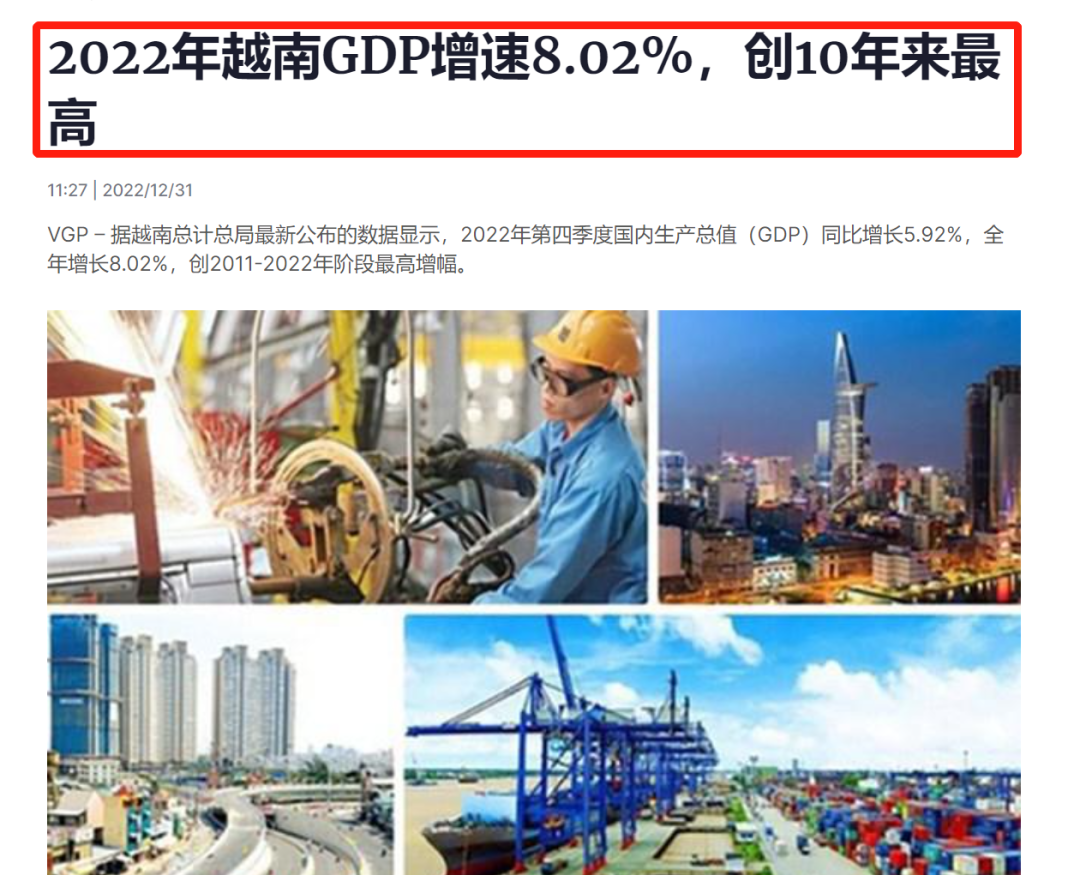 2022年越南GDP增速8.02%，创10年来最
高
11:27 | 2022/12/31
VGP – 据越南总计总局最新公布的数据显示，2022年第四季度国内生产总值（GDP）同比增长5.92%，全
年增长8.02%，创2011-2022年阶段最高增幅。